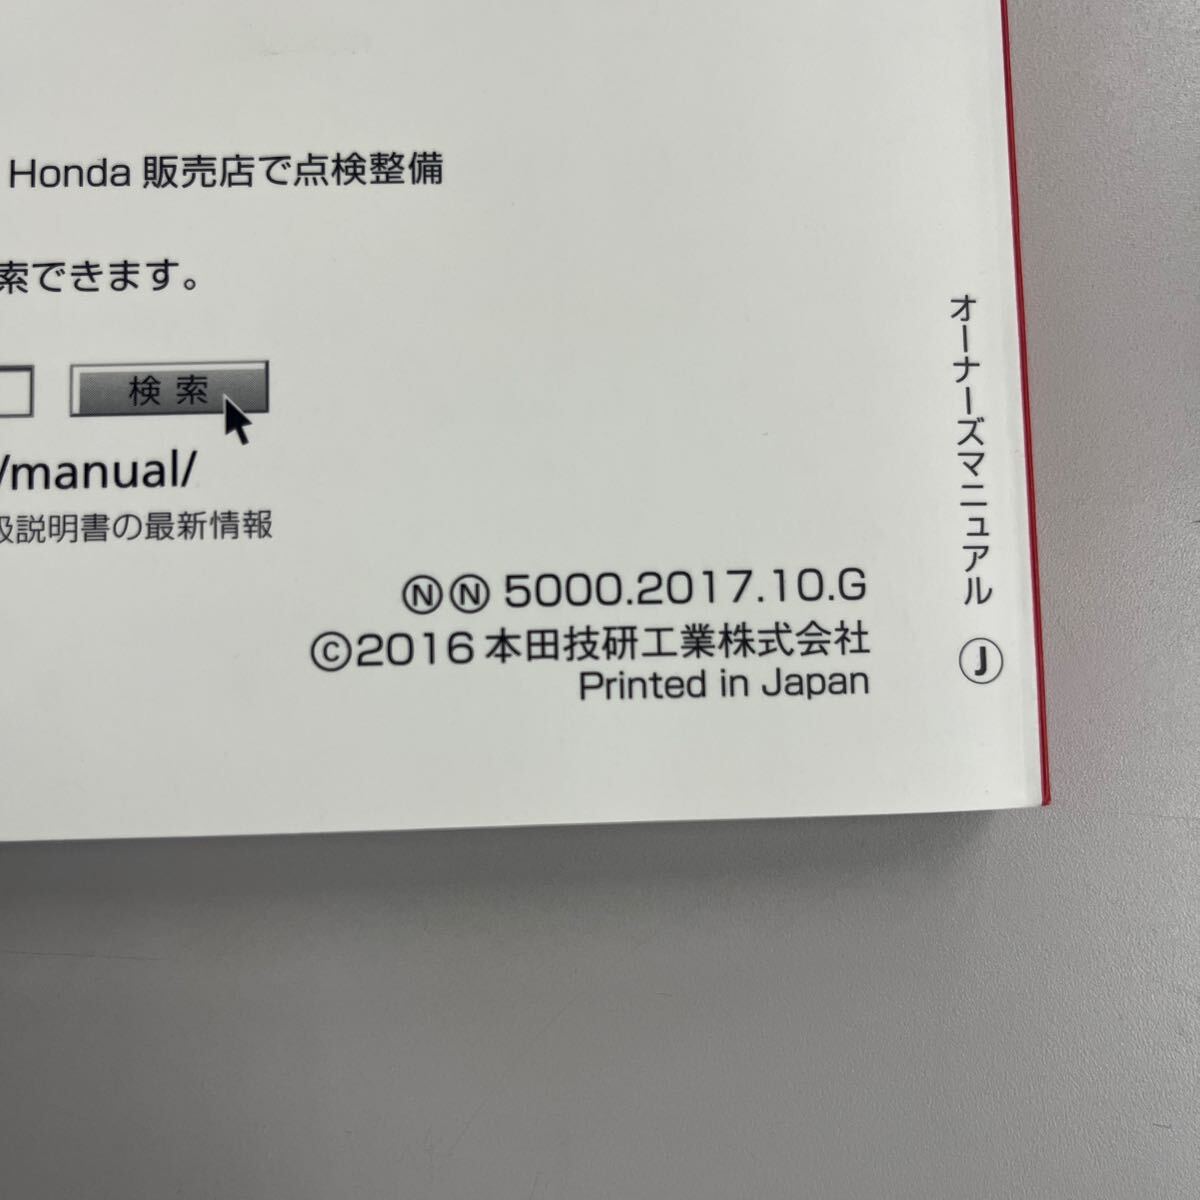 Honda 販売店で点検整備
索できます。
検 索
/manual/
扱説明書の最新情報
ⓃⓃ 5000.2017.10.G
©2016 本田技研工業株式会社
Printed in Japan
オーナーズマニュアル Ⓙ